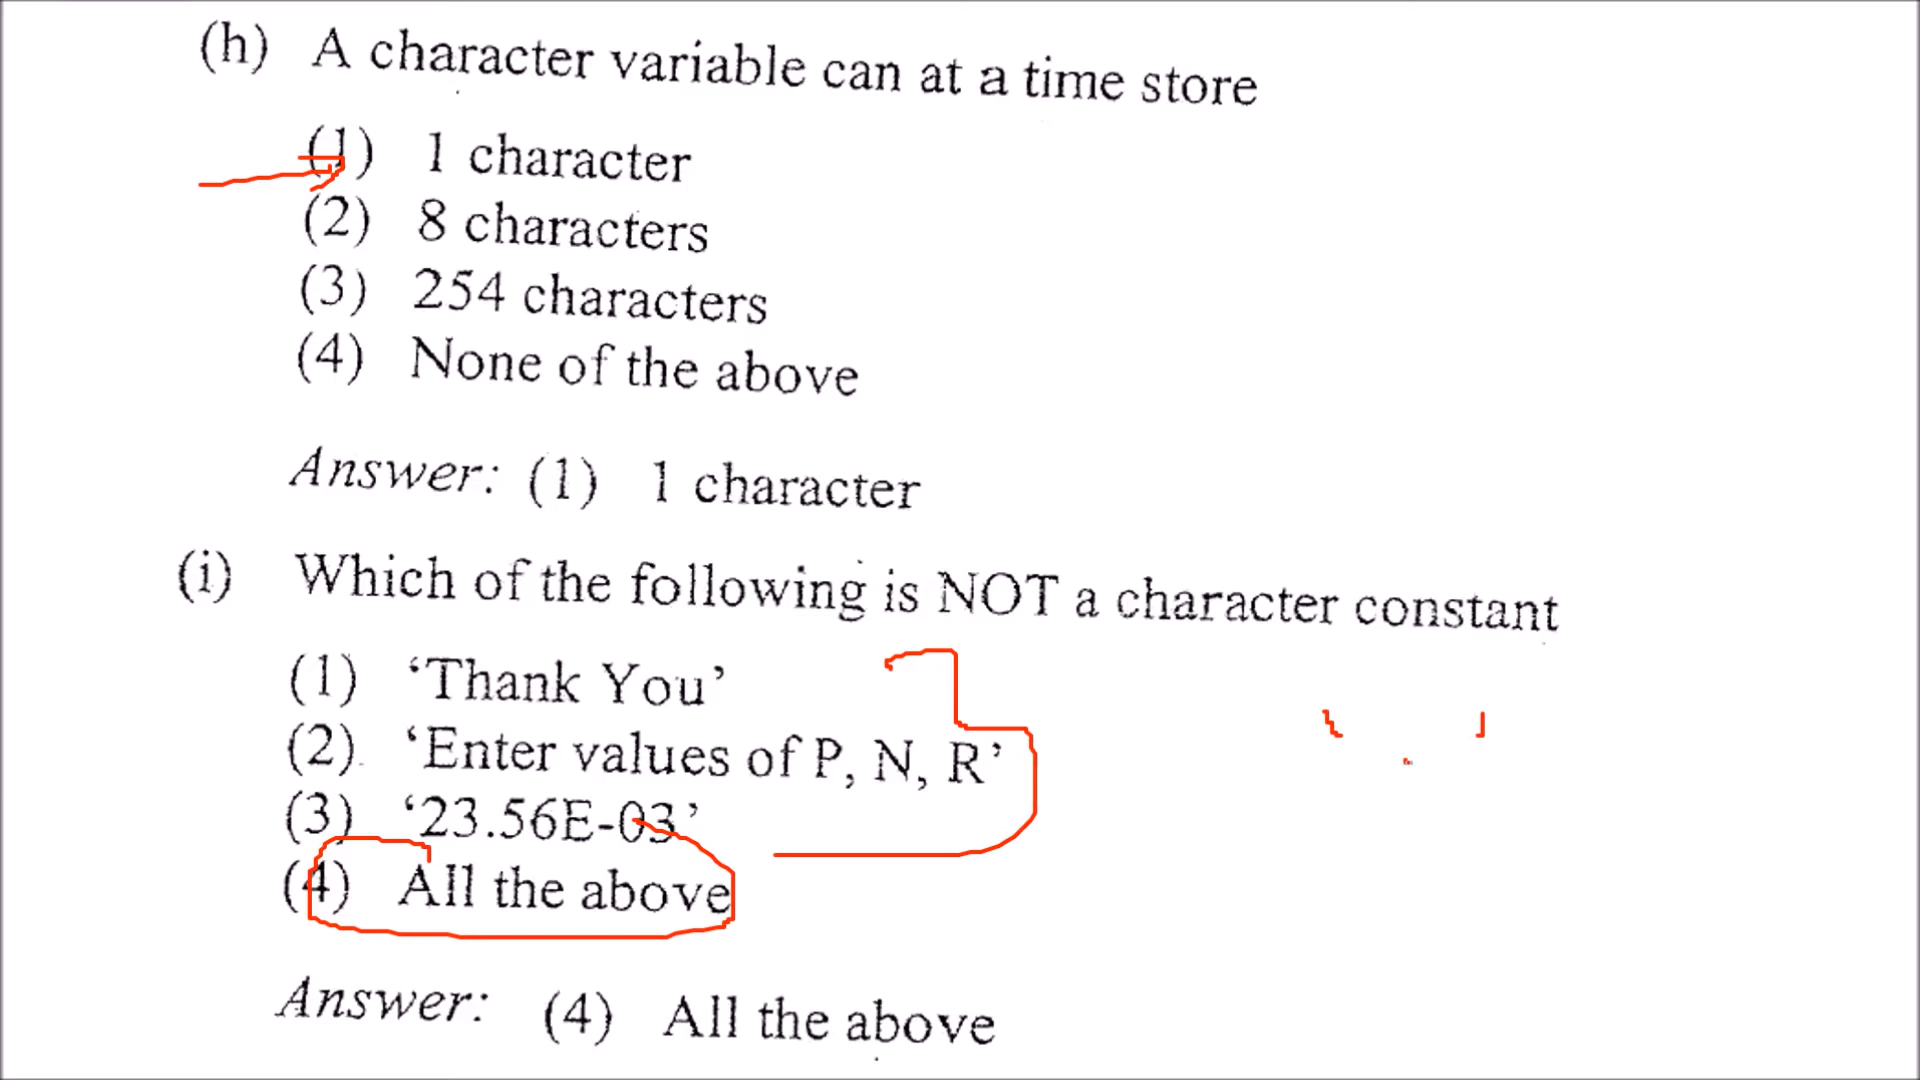 (h) A character variable can at a time store
(1) 1 character
(2) 8 characters
(3) 254 characters
(4) None of the above
Answer: (1) 1 character
(i) Which of the following is NOT a character constant
(1) ‘Thank You’
(2) ‘Enter values of P, N, R’
(3) ‘23.56E-03’
(4) All the above
Answer: (4) All the above